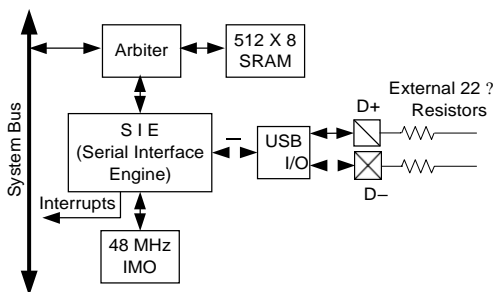 Arbiter
512 X 8
SRAM
External 22 ?
Resistors
D+
S I E
(Serial Interface
Engine)
USB
I/O
D–
System Bus
Interrupts
48 MHz
IMO